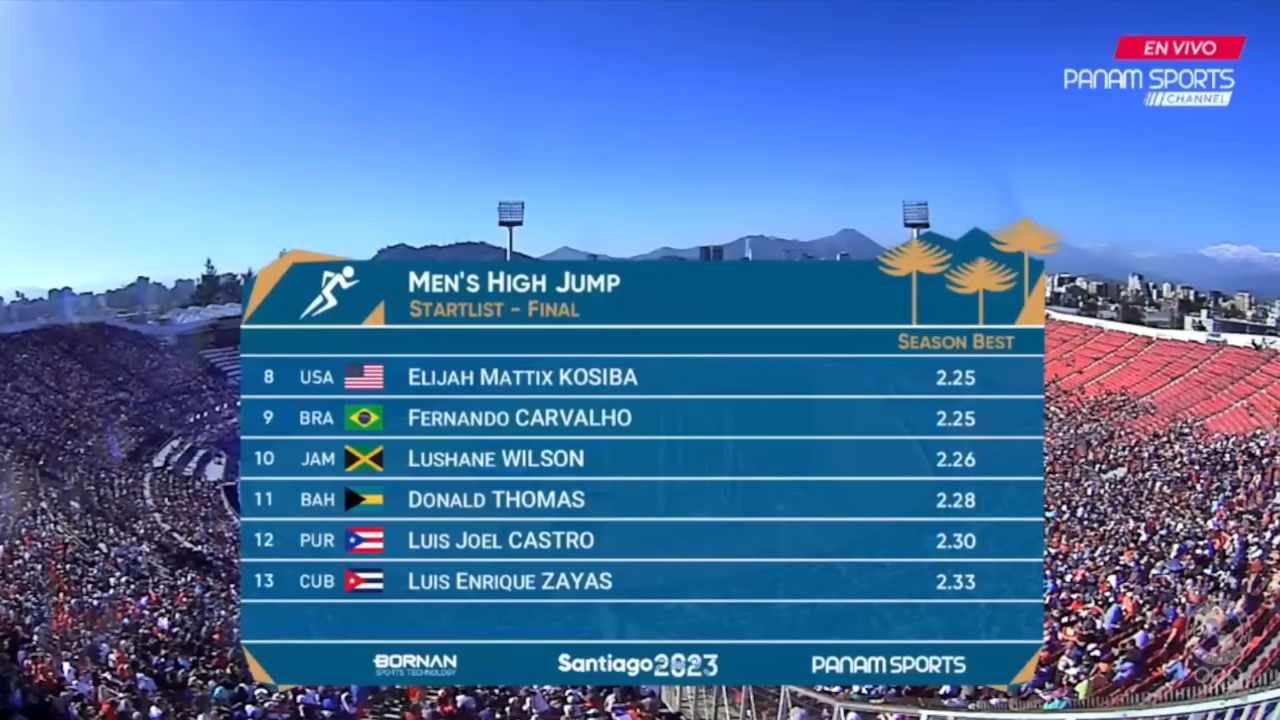 EN VIVO
PANAM SPORTS
CHANNEL
MEN'S HIGH JUMP
STARTLIST - FINAL
SEASON BEST
8 USA ELIJAH MATTIX KOSIBA 2.25
9 BRA FERNANDO CARVALHO 2.25
10 JAM LUSHANE WILSON 2.26
11 BAH DONALD THOMAS 2.28
12 PUR LUIS JOEL CASTRO 2.30
13 CUB LUIS ENRIQUE ZAYAS 2.33
BORNAN Santiago2023 PANAM SPORTS
SPORTS TECHNOLOGY